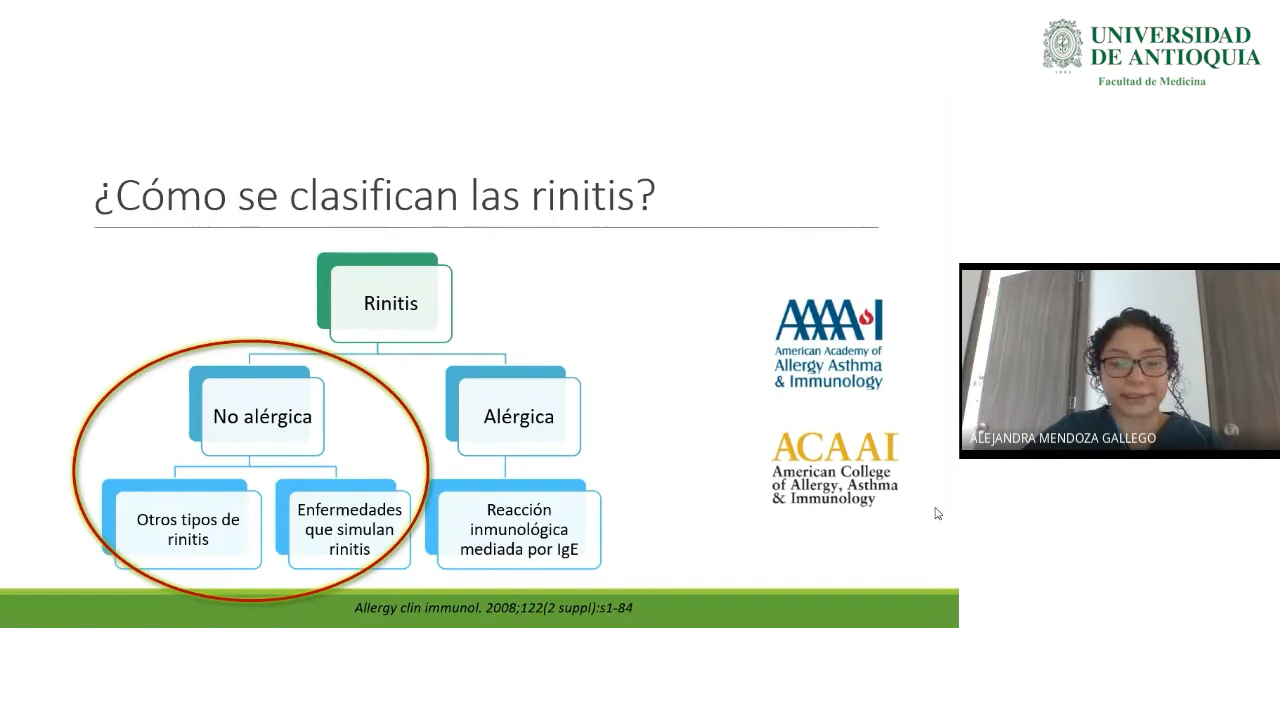 UNIVERSIDAD
DE ANTIOQUIA
1803
Facultad de Medicina
¿Cómo se clasifican las rinitis?
Rinitis
No alérgica
Alérgica
Otros tipos de
rinitis
Enfermedades
que simulan
rinitis
Reacción
inmunológica
mediada por IgE
AAAAI
American Academy of
Allergy Asthma
& Immunology
ACAAI
American College
of Allergy, Asthma
& Immunology
ALEJANDRA MENDOZA GALLEGO
Allergy clin immunol. 2008;122(2 suppl):s1-84